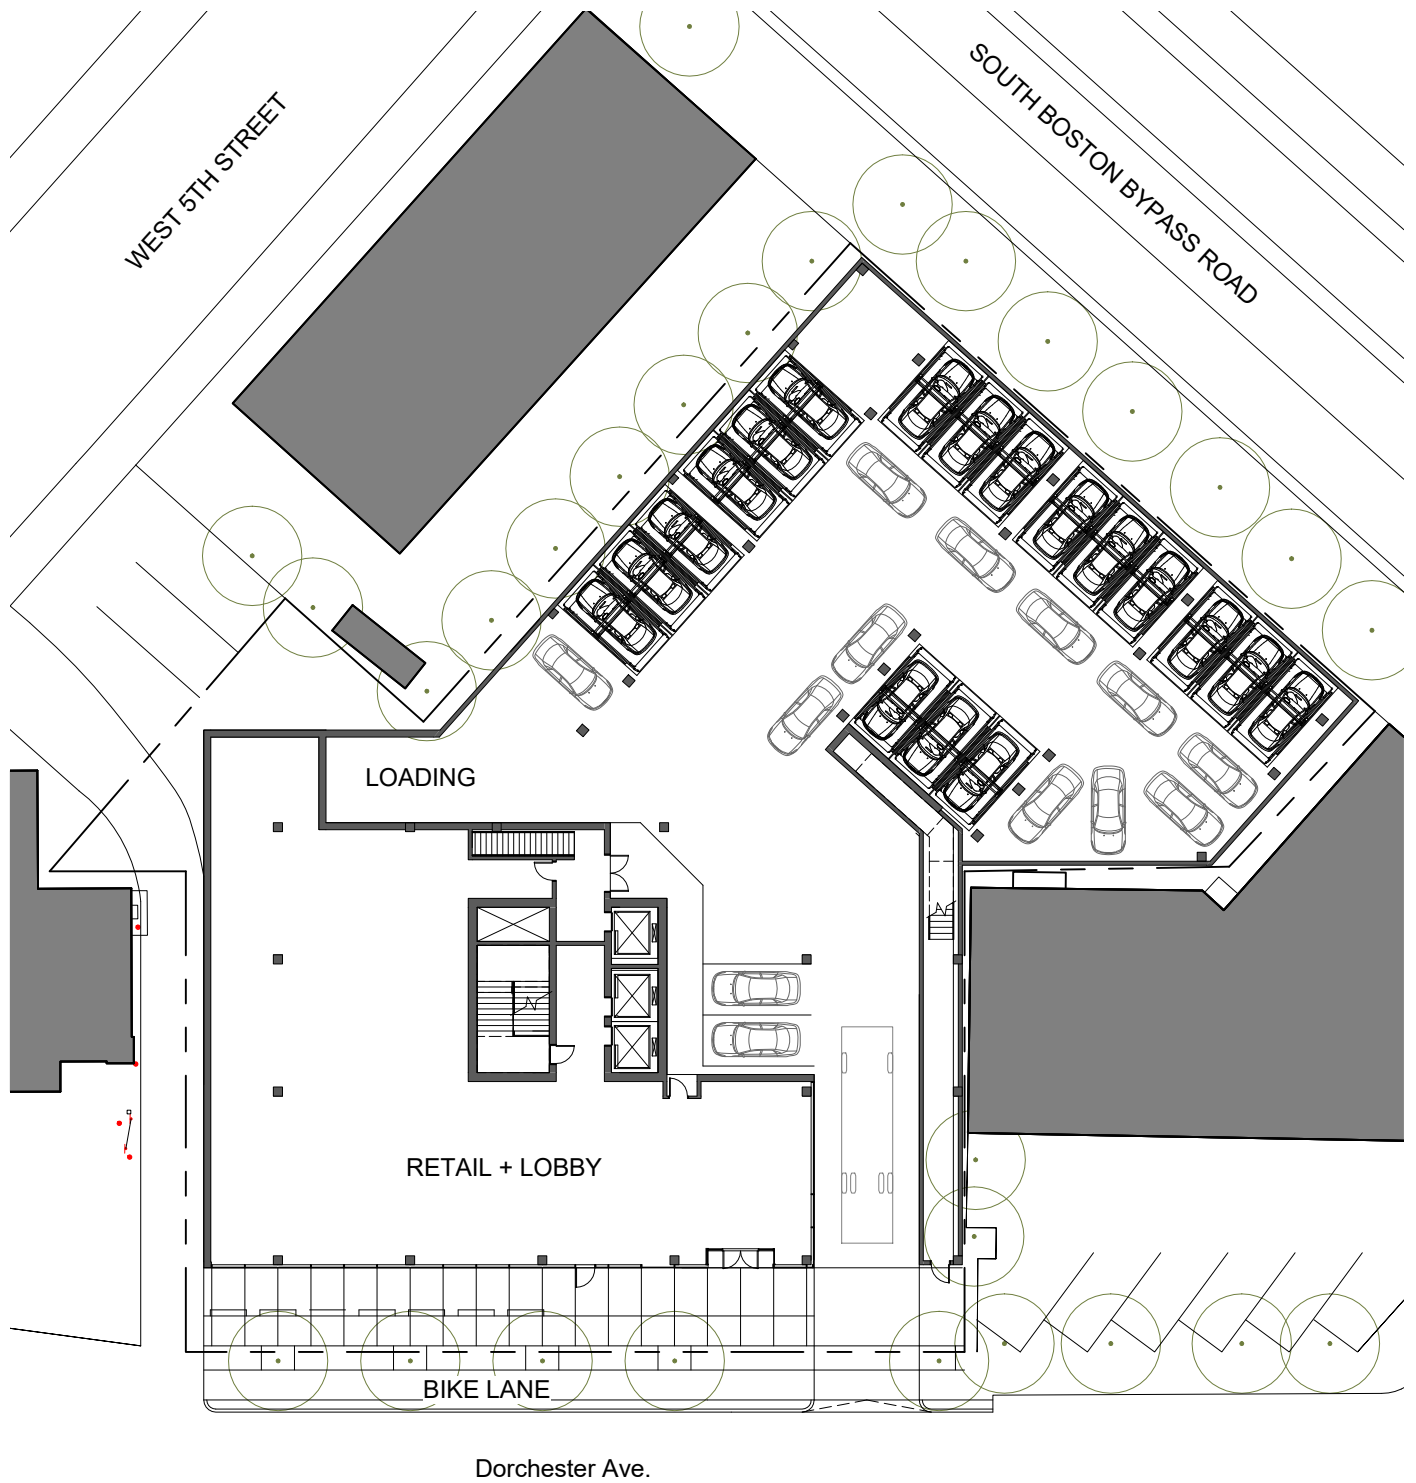 SOUTH BOSTON BYPASS ROAD
WEST 5TH STREET
LOADING
RETAIL + LOBBY
BIKE LANE
Dorchester Ave.